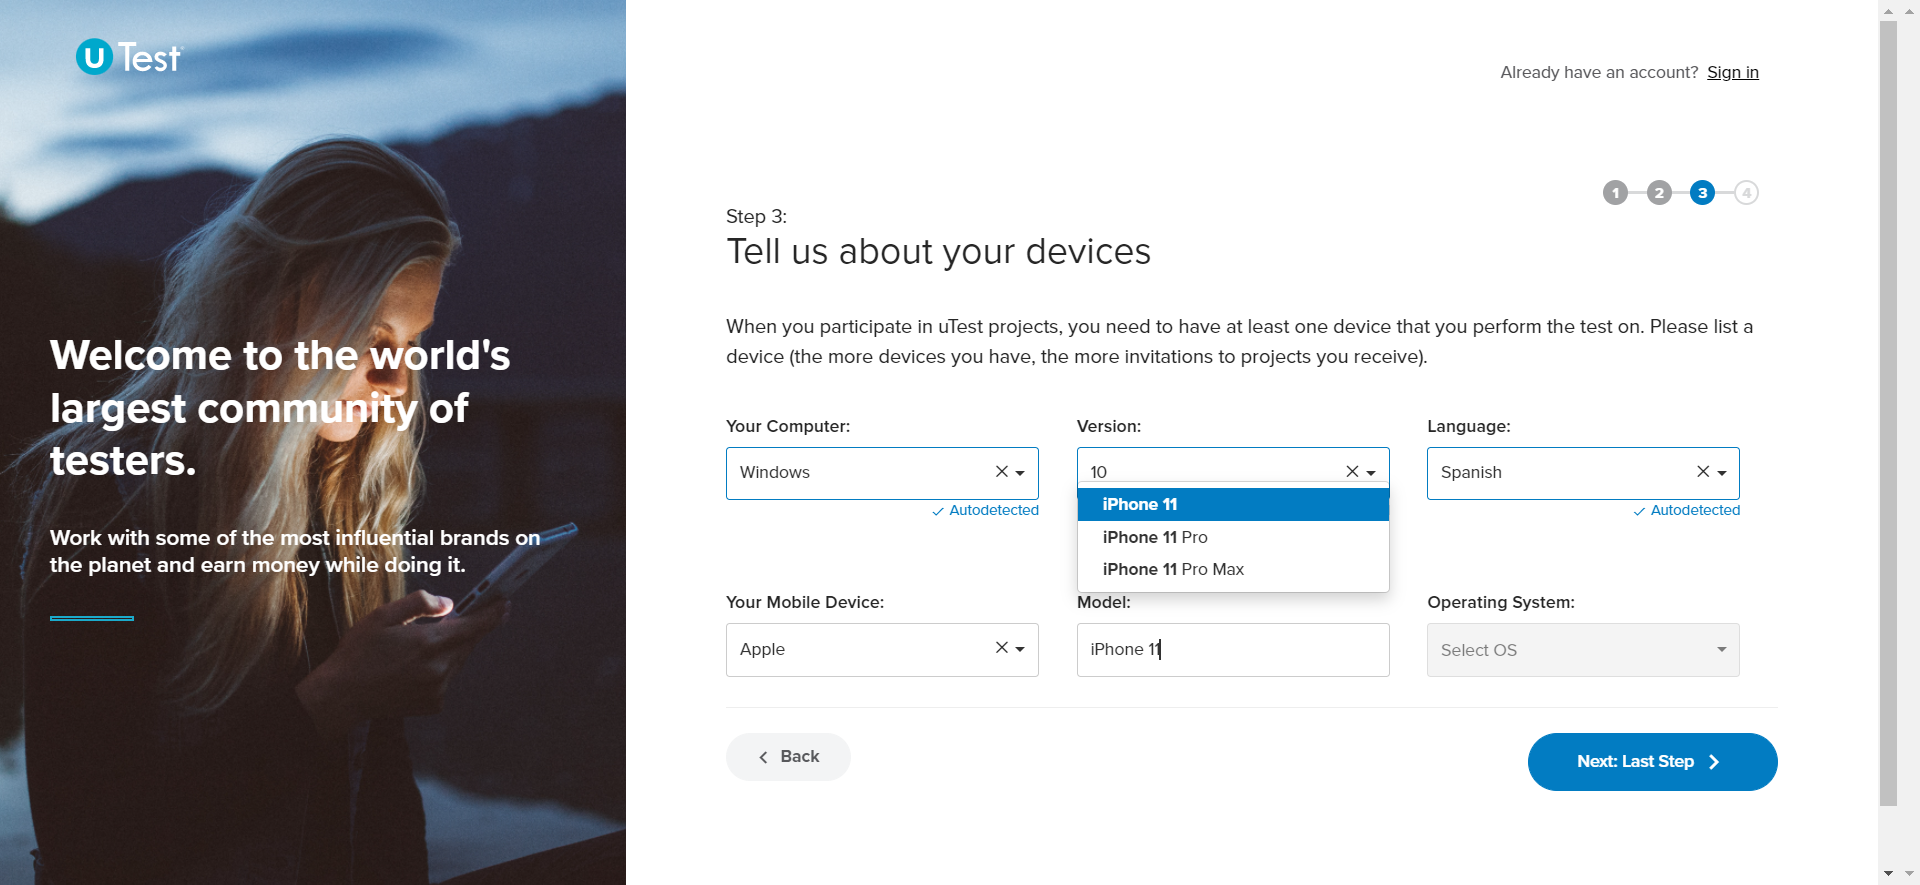 U Test
Already have an account? Sign in
1 2 3 4
Step 3:
Tell us about your devices
When you participate in uTest projects, you need to have at least one device that you perform the test on. Please list a
device (the more devices you have, the more invitations to projects you receive).
Welcome to the world's
largest community of
testers.
Work with some of the most influential brands on
the planet and earn money while doing it.
Your Computer:
Windows
Autodetected
Version:
10
iPhone 11
iPhone 11 Pro
iPhone 11 Pro Max
Language:
Spanish
Autodetected
Your Mobile Device:
Apple
Model:
iPhone 11
Operating System:
Select OS
Back
Next: Last Step